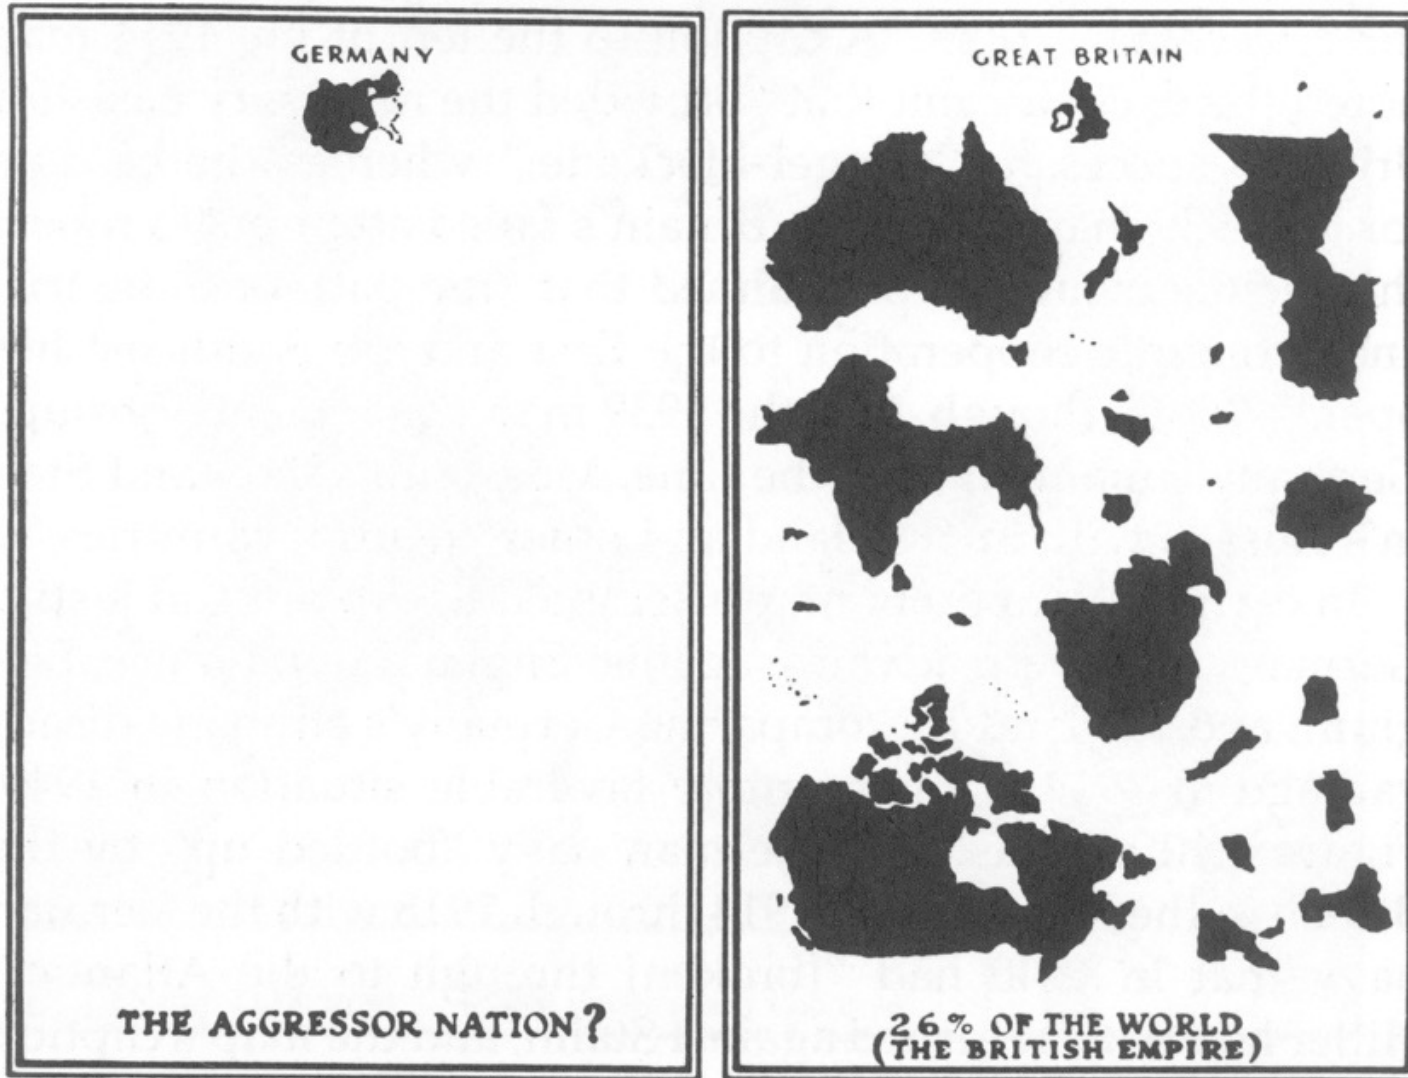 GERMANY
THE AGGRESSOR NATION?
GREAT BRITAIN
26% OF THE WORLD
(THE BRITISH EMPIRE)